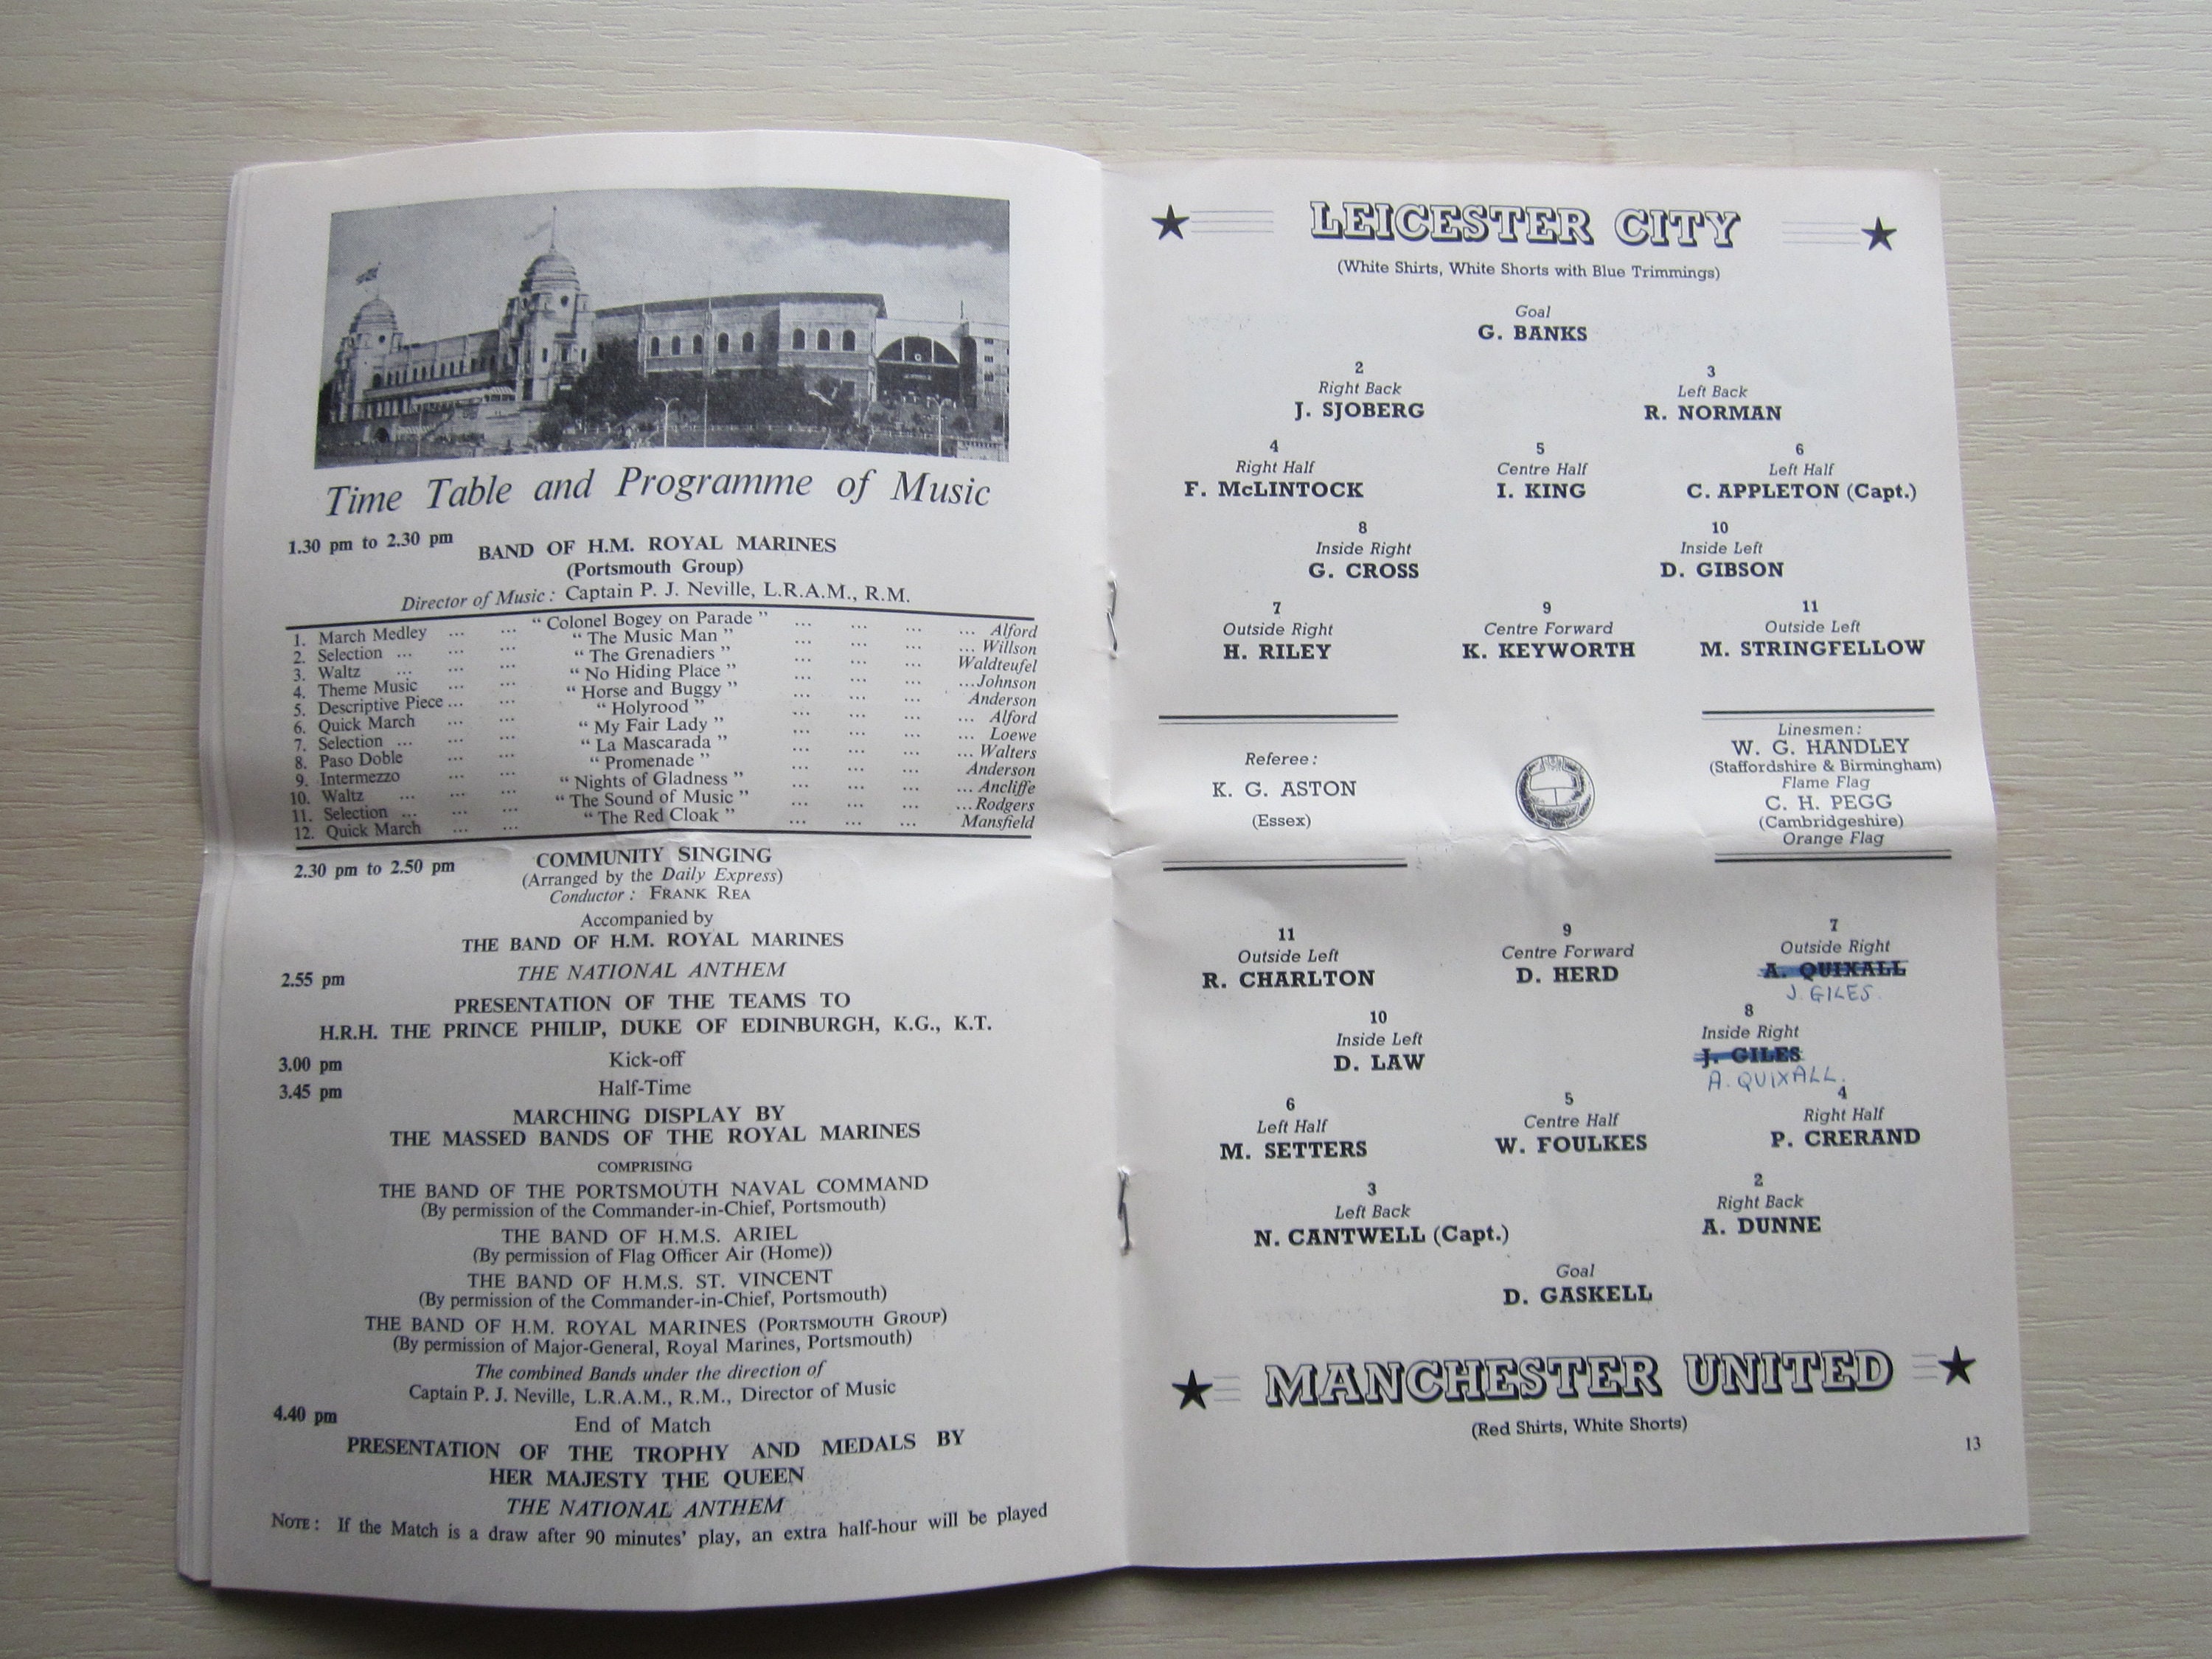 Time Table and Programme of Music
1.30 pm to 2.30 pm
BAND OF H.M. ROYAL MARINES
(Portsmouth Group)
Director of Music : Captain P. J. Neville, L.R.A.M., R.M.
1. March Medley ... ... “ Colonel Bogey on Parade ” ... ... ... ... Alford
2. Selection ... ... “ The Music Man ” ... ... ... ... Willson
3. Waltz ... ... “ The Grenadiers ” ... ... ... Waldteufel
4. Theme Music ... ... “ No Hiding Place ” ... ... ... ...Johnson
5. Descriptive Piece ... ... “ Horse and Buggy ” ... ... ... Anderson
6. Quick March ... ... “ Holyrood ” ... ... ... ... Alford
7. Selection ... ... ... “ My Fair Lady ” ... ... ... ... Loewe
8. Paso Doble ... ... “ La Mascarada ” ... ... ... ... Walters
9. Intermezzo ... ... “ Promenade ” ... ... ... Anderson
10. Waltz ... ... ... “ Nights of Gladness ” ... ... ... ... Ancliffe
11. Selection ... ... ... “ The Sound of Music ” ... ... ... ...Rodgers
12. Quick March ... ... “ The Red Cloak ” ... ... ... Mansfield
2.30 pm to 2.50 pm
COMMUNITY SINGING
(Arranged by the Daily Express)
Conductor : FRANK REA
Accompanied by
THE BAND OF H.M. ROYAL MARINES
2.55 pm THE NATIONAL ANTHEM
PRESENTATION OF THE TEAMS TO
H.R.H. THE PRINCE PHILIP, DUKE OF EDINBURGH, K.G., K.T.
3.00 pm Kick-off
3.45 pm Half-Time
MARCHING DISPLAY BY
THE MASSED BANDS OF THE ROYAL MARINES
COMPRISING
THE BAND OF THE PORTSMOUTH NAVAL COMMAND
(By permission of the Commander-in-Chief, Portsmouth)
THE BAND OF H.M.S. ARIEL
(By permission of Flag Officer Air (Home))
THE BAND OF H.M.S. ST. VINCENT
(By permission of the Commander-in-Chief, Portsmouth)
THE BAND OF H.M. ROYAL MARINES (PORTSMOUTH GROUP)
(By permission of Major-General, Royal Marines, Portsmouth)
The combined Bands under the direction of
Captain P. J. Neville, L.R.A.M., R.M., Director of Music
4.40 pm End of Match
PRESENTATION OF THE TROPHY AND MEDALS BY
HER MAJESTY THE QUEEN
THE NATIONAL ANTHEM
NOTE : If the Match is a draw after 90 minutes’ play, an extra half-hour will be played
LEICESTER CITY
(White Shirts, White Shorts with Blue Trimmings)
Goal
G. BANKS
2 3
Right Back Left Back
J. SJOBERG R. NORMAN
4 5 6
Right Half Centre Half Left Half
F. McLINTOCK I. KING C. APPLETON (Capt.)
8 10
Inside Right Inside Left
G. CROSS D. GIBSON
7 9 11
Outside Right Centre Forward Outside Left
H. RILEY K. KEYWORTH M. STRINGFELLOW
Referee :
K. G. ASTON
(Essex)
Linesmen :
W. G. HANDLEY
(Staffordshire & Birmingham)
Flame Flag
C. H. PEGG
(Cambridgeshire)
Orange Flag
11 9 7
Outside Left Centre Forward Outside Right
R. CHARLTON D. HERD A. QUIXALL
J. GILES.
10 8
Inside Left Inside Right
D. LAW J. GILES
A. QUIXALL.
6 5 4
Left Half Centre Half Right Half
M. SETTERS W. FOULKES P. CRERAND
3 2
Left Back Right Back
N. CANTWELL (Capt.) A. DUNNE
Goal
D. GASKELL
MANCHESTER UNITED
(Red Shirts, White Shorts)
13